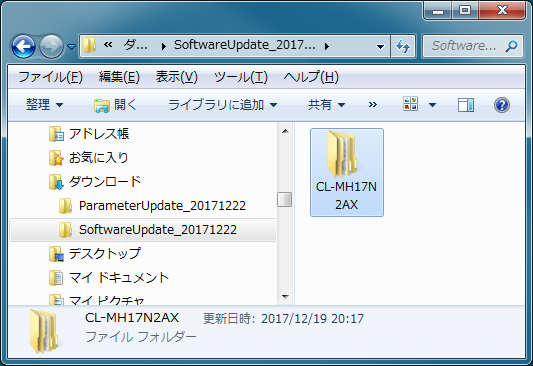 « ダ... SoftwareUpdate_2017... Software...
ファイル(F) 編集(E) 表示(V) ツール(T) ヘルプ(H)
整理 開く ライブラリに追加 共有 »
アドレス帳
お気に入り
ダウンロード
ParameterUpdate_20171222
SoftwareUpdate_20171222
デスクトップ
マイ ドキュメント
マイ ピクチャ
CL-MH17N
2AX
CL-MH17N2AX 更新日時: 2017/12/19 20:17
ファイル フォルダー